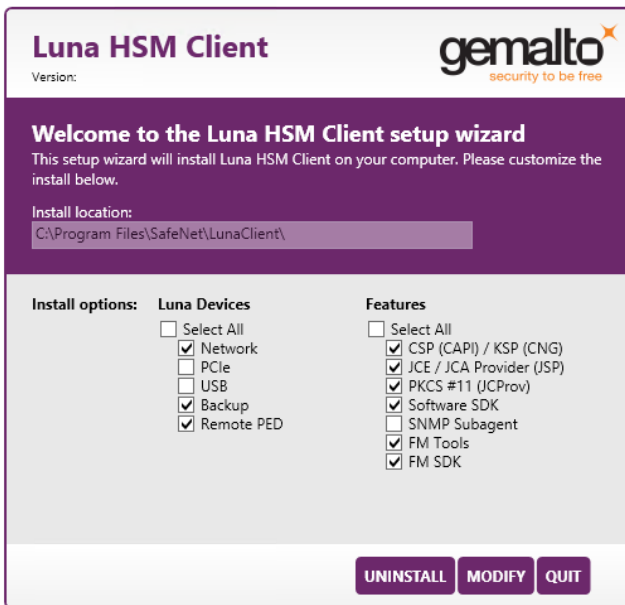 Luna HSM Client
Version:
gemalto
security to be free
Welcome to the Luna HSM Client setup wizard
This setup wizard will install Luna HSM Client on your computer. Please customize the
install below.
Install location:
C:\Program Files\SafeNet\LunaClient\
Install options:
Luna Devices
Select All
Network
PCIe
USB
Backup
Remote PED
Features
Select All
CSP (CAPI) / KSP (CNG)
JCE / JCA Provider (JSP)
PKCS #11 (JCProv)
Software SDK
SNMP Subagent
FM Tools
FM SDK
UNINSTALL
MODIFY
QUIT